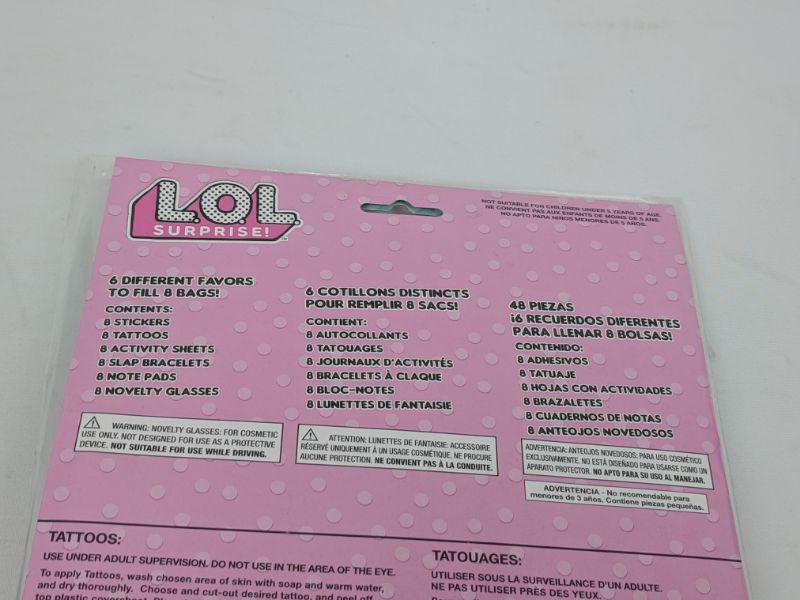 L.O.L.
SURPRISE!
NOT SUITABLE FOR CHILDREN UNDER 5 YEARS OF AGE.
NE CONVIENT PAS AUX ENFANTS DE MOINS DE 5 ANS.
NO APTO PARA NIÑOS MENORES DE 5 AÑOS.
6 DIFFERENT FAVORS
TO FILL 8 BAGS!
CONTENTS:
8 STICKERS
8 TATTOOS
8 ACTIVITY SHEETS
8 SLAP BRACELETS
8 NOTE PADS
8 NOVELTY GLASSES
WARNING: NOVELTY GLASSES: FOR COSMETIC
USE ONLY. NOT DESIGNED FOR USE AS A PROTECTIVE
DEVICE. NOT SUITABLE FOR USE WHILE DRIVING.
6 COTILLONS DISTINCTS
POUR REMPLIR 8 SACS!
CONTIENT:
8 AUTOCOLLANTS
8 TATOUAGES
8 JOURNAUX D'ACTIVITÉS
8 BRACELETS À CLAQUE
8 BLOC-NOTES
8 LUNETTES DE FANTAISIE
ATTENTION: LUNETTES DE FANTAISIE: ACCESSOIRE
RÉSERVÉ UNIQUEMENT À UN USAGE COSMÉTIQUE. NE PROCURE
AUCUNE PROTECTION. NE CONVIENT PAS À LA CONDUITE.
48 PIEZAS
¡6 RECUERDOS DIFERENTES
PARA LLENAR 8 BOLSAS!
CONTENIDO:
8 ADHESIVOS
8 TATUAJE
8 HOJAS CON ACTIVIDADES
8 BRAZALETES
8 CUADERNOS DE NOTAS
8 ANTEOJOS NOVEDOSOS
ADVERTENCIA: ANTEOJOS NOVEDOSOS: PARA USO COSMÉTICO
EXCLUSIVAMENTE. NO ESTÁ DISEÑADO PARA USARSE COMO UN
APARATO PROTECTOR. NO APTO PARA SU USO AL MANEJAR.
ADVERTENCIA - No recomendable para
menores de 3 años. Contiene piezas pequeñas.
TATTOOS:
USE UNDER ADULT SUPERVISION. DO NOT USE IN THE AREA OF THE EYE.
To apply Tattoos, wash chosen area of skin with soap and warm water,
and dry thoroughly. Choose and cut-out desired tattoo, and peel off
top plastic coversheet.
TATOUAGES:
UTILISER SOUS LA SURVEILLANCE D'UN ADULTE.
NE PAS UTILISER PRÈS DES YEUX.